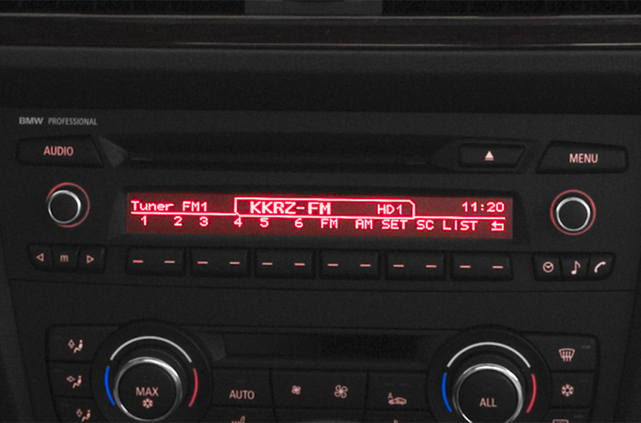 BMW PROFESSIONAL
AUDIO
MENU
Tuner FM1 KKRZ-FM HD1 11:20
1 2 3 4 5 6 FM AM SET SC LIST
m
MAX
AUTO
ALL